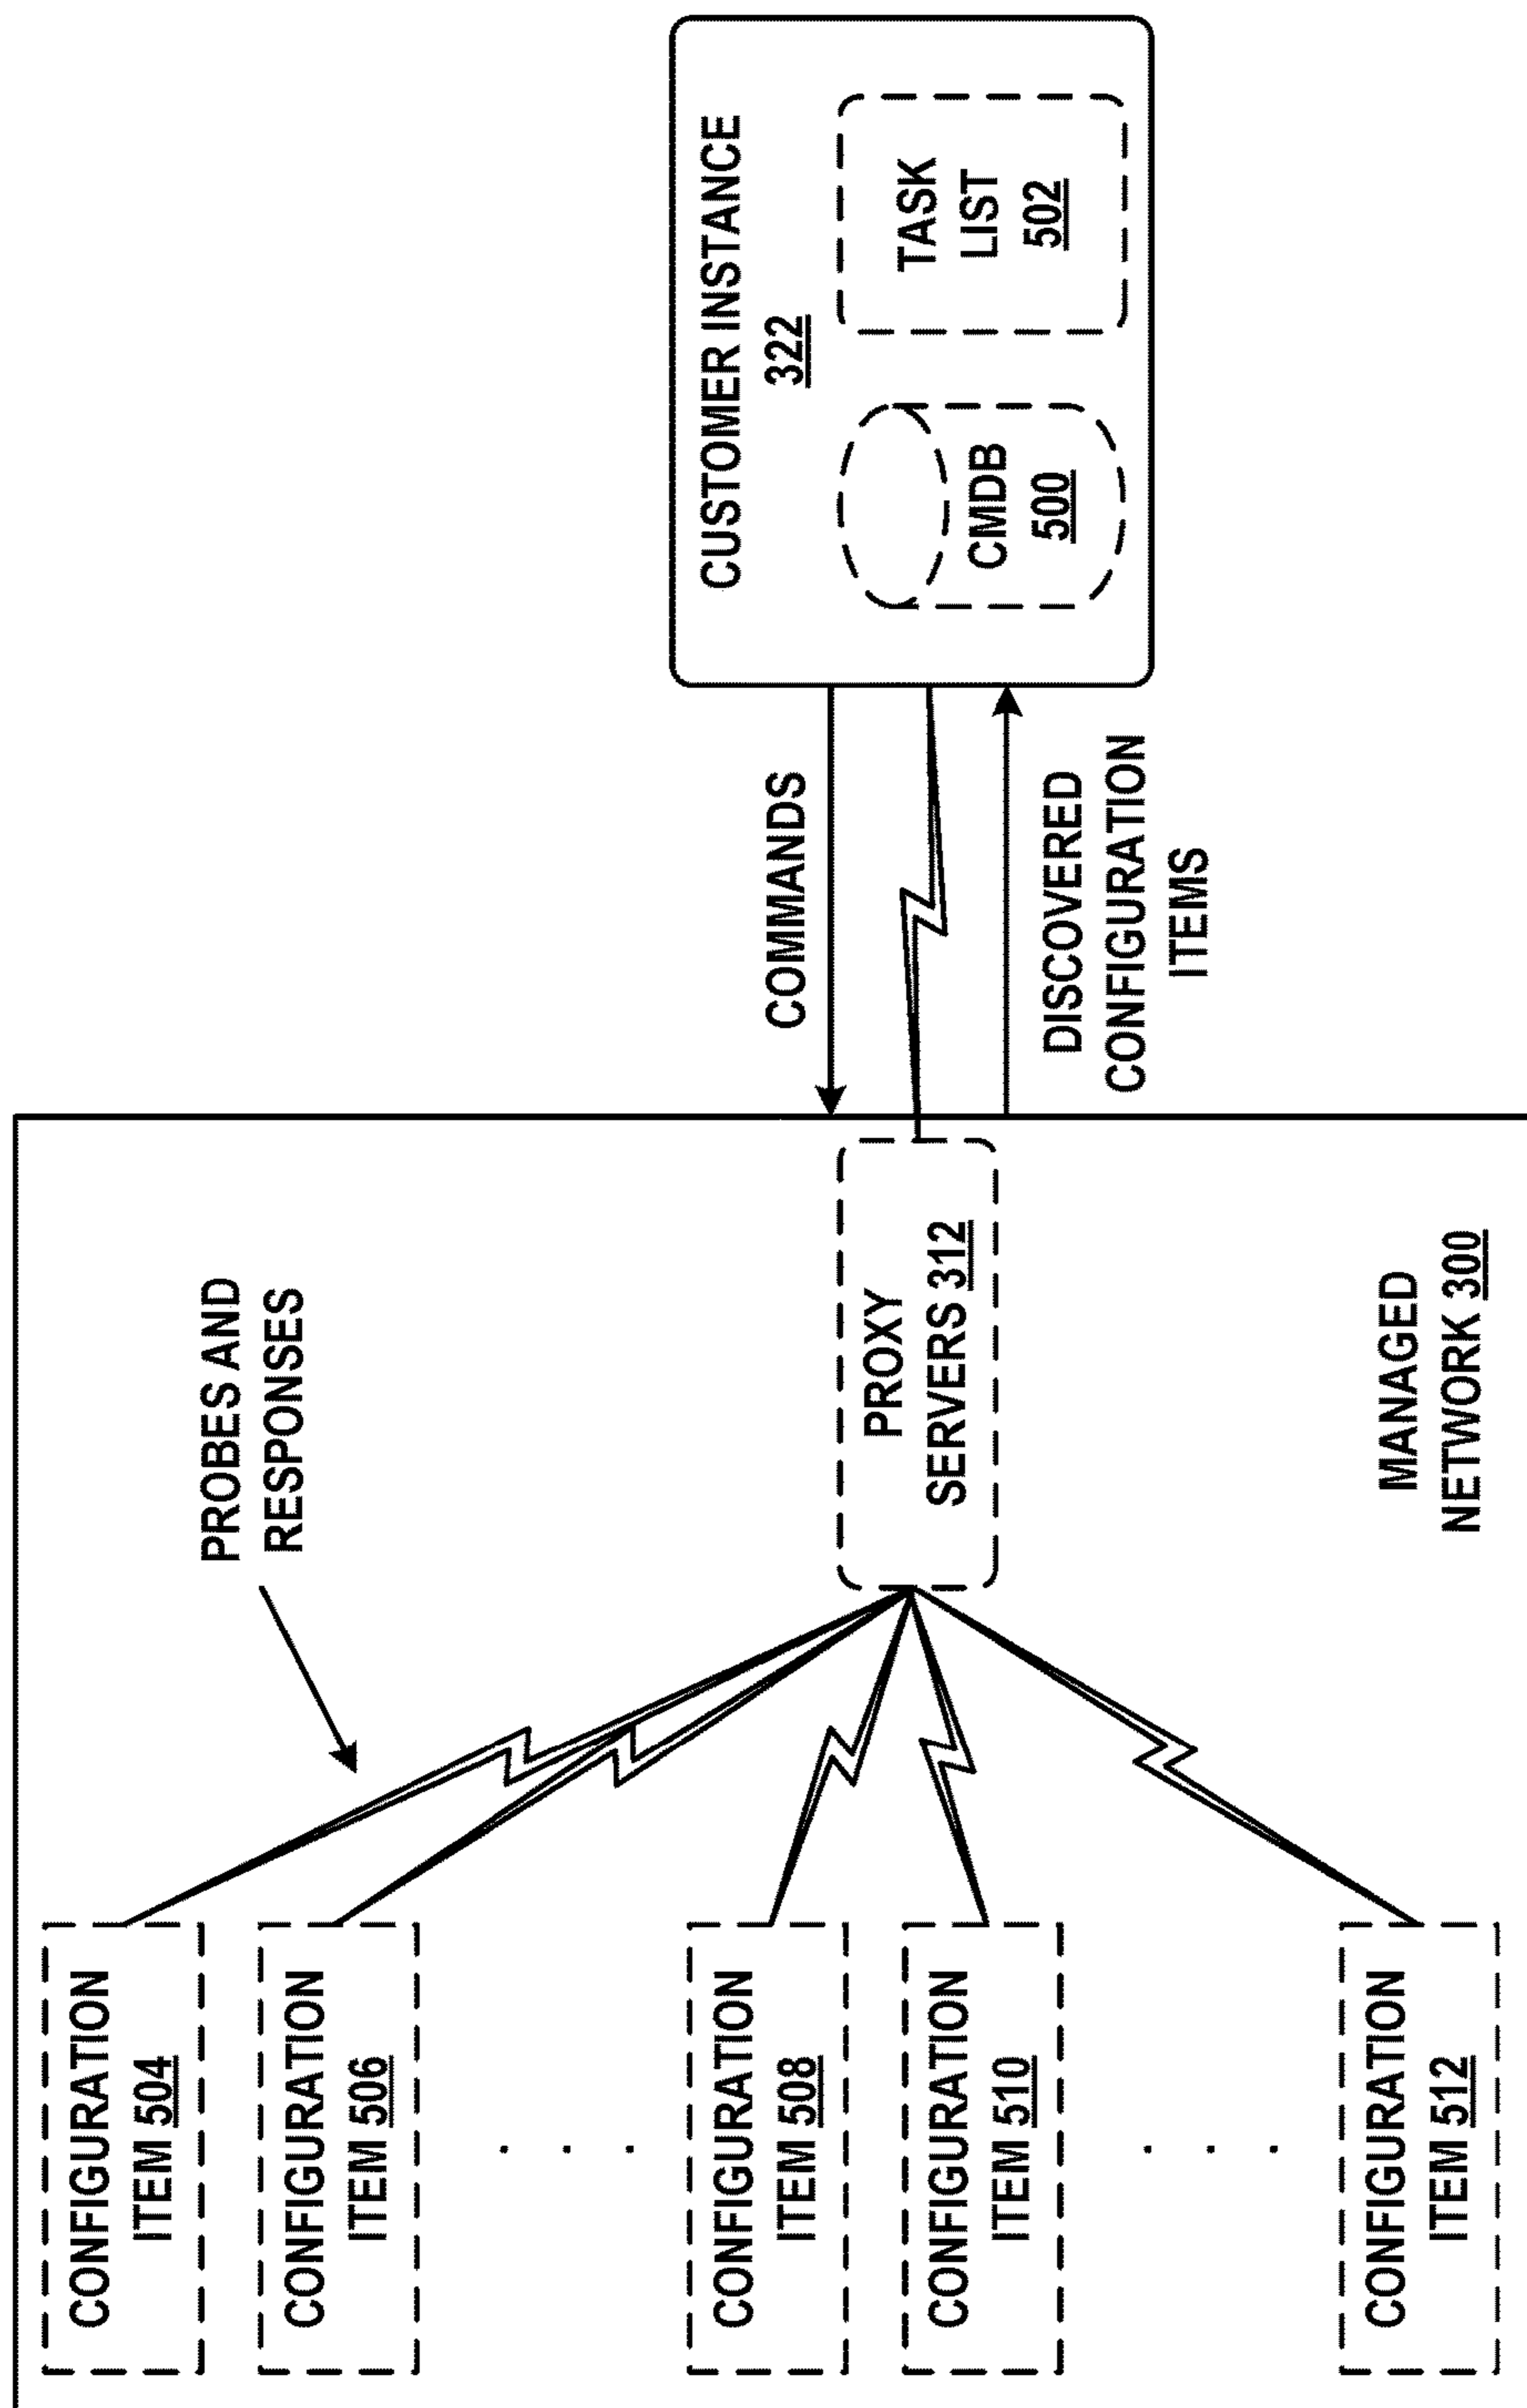 CUSTOMER INSTANCE
322
CMDB
500
TASK
LIST
502
COMMANDS
DISCOVERED
CONFIGURATION
ITEMS
PROBES AND
RESPONSES
PROXY
SERVERS 312
MANAGED
NETWORK 300
CONFIGURATION
ITEM 504
CONFIGURATION
ITEM 506
. . .
CONFIGURATION
ITEM 508
CONFIGURATION
ITEM 510
. . .
CONFIGURATION
ITEM 512